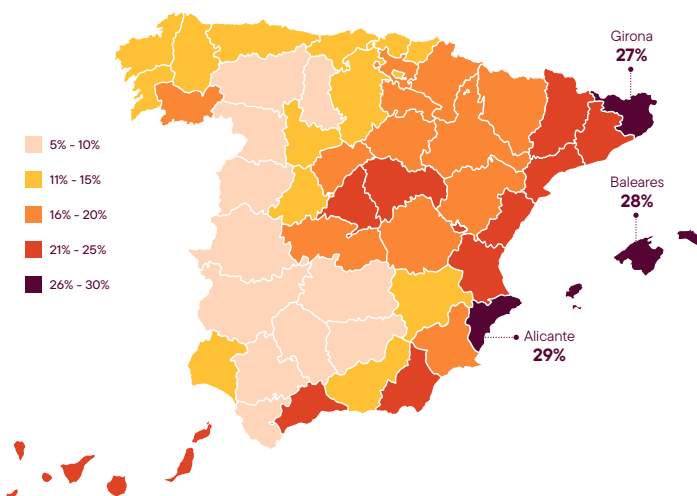 Girona
27%
5% - 10%
11% - 15%
16% - 20%
21% - 25%
26% - 30%
Baleares
28%
Alicante
29%